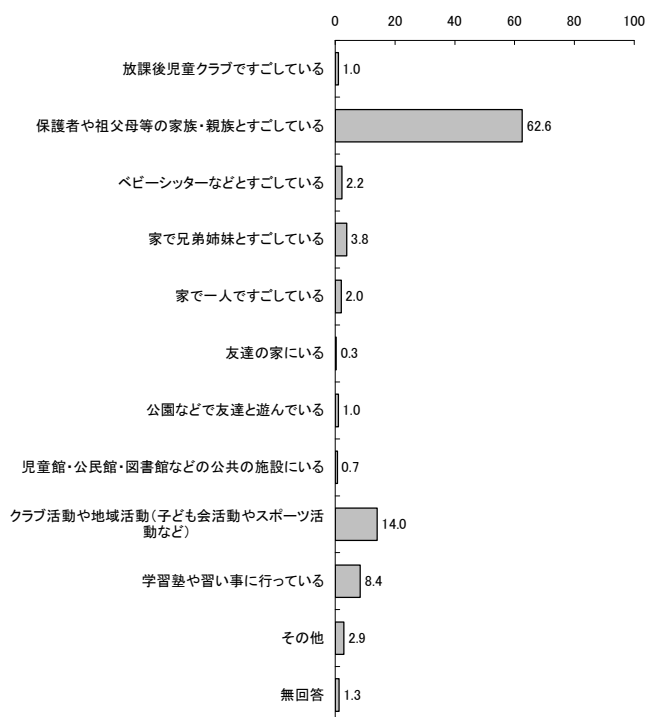 0 20 40 60 80 100
放課後児童クラブですごしている 1.0
保護者や祖父母等の家族・親族とすごしている 62.6
ベビーシッターなどとすごしている 2.2
家で兄弟姉妹とすごしている 3.8
家で一人ですごしている 2.0
友達の家にいる 0.3
公園などで友達と遊んでいる 1.0
児童館・公民館・図書館などの公共の施設にいる 0.7
クラブ活動や地域活動(子ども会活動やスポーツ活
動など) 14.0
学習塾や習い事に行っている 8.4
その他 2.9
無回答 1.3